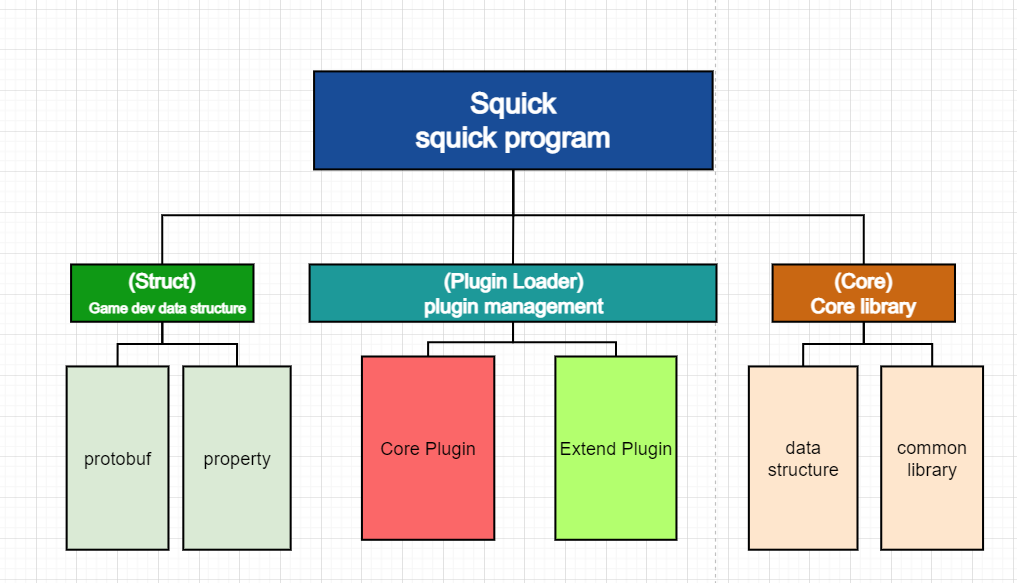 Squick
squick program
(Struct)
Game dev data structure
(Plugin Loader)
plugin management
(Core)
Core library
protobuf
property
Core Plugin
Extend Plugin
data
structure
common
library